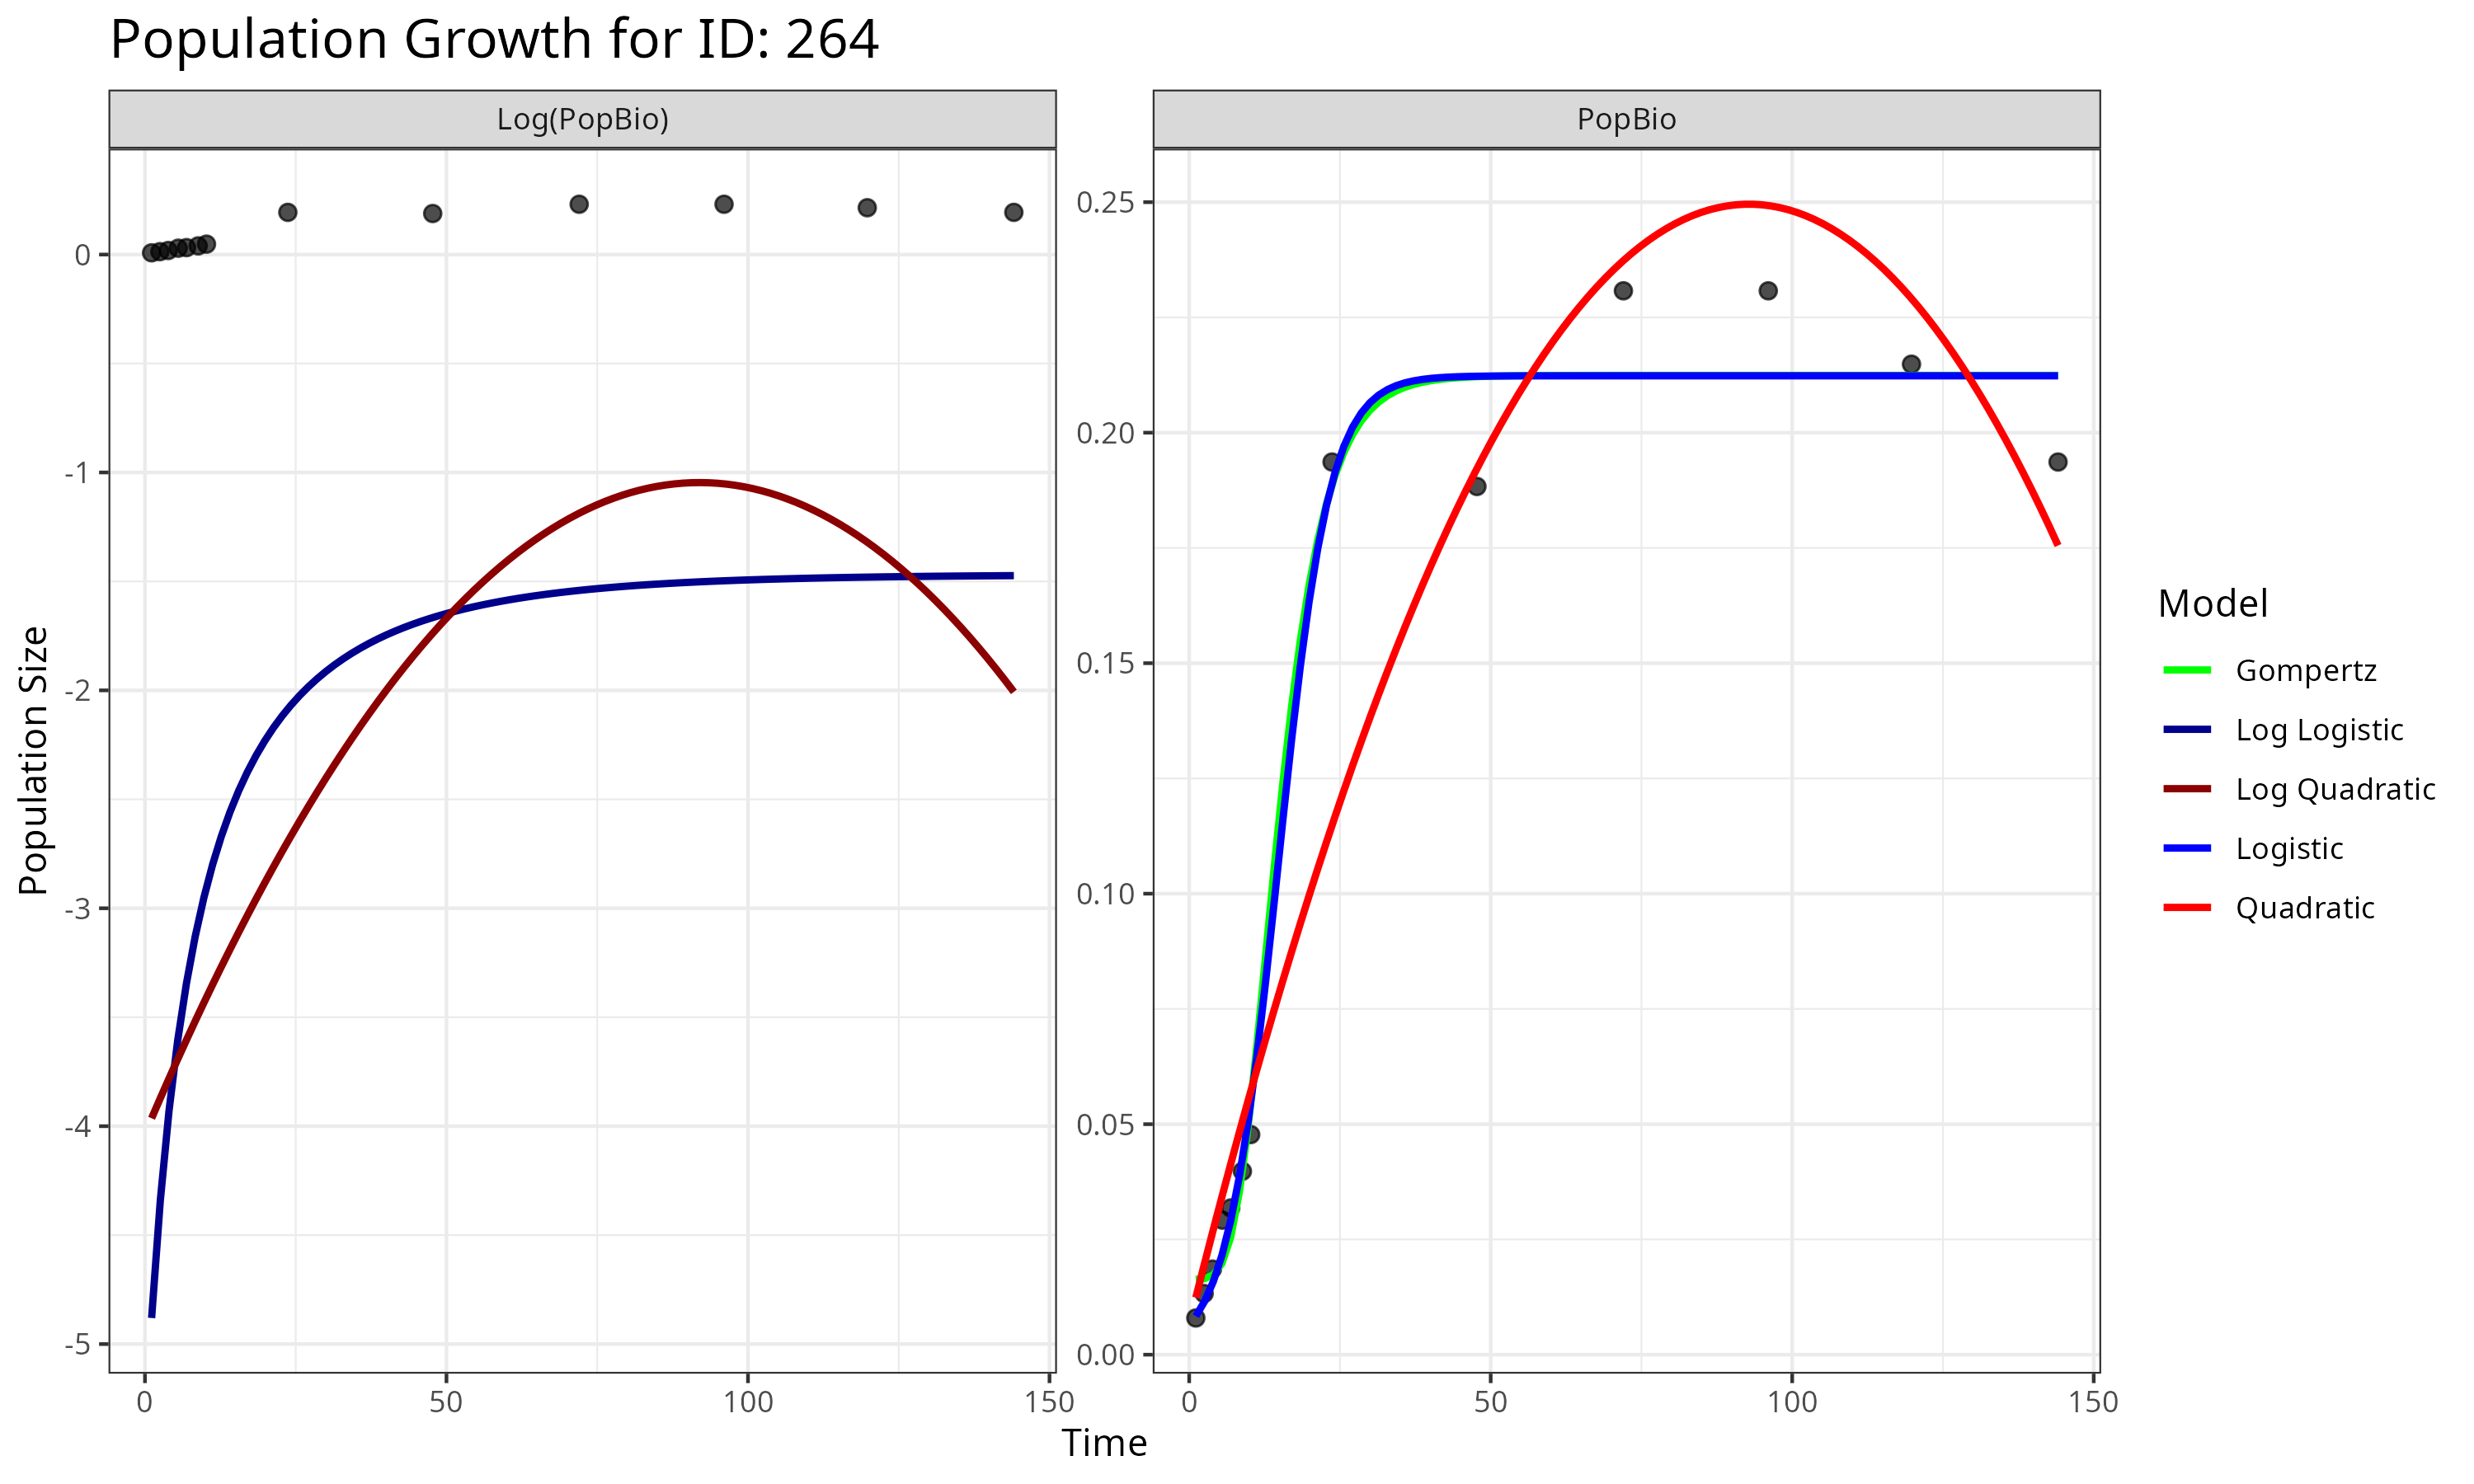 Population Growth for ID: 264
Log(PopBio)
PopBio
Population Size
0
-1
-2
-3
-4
-5
0.25
0.20
0.15
0.10
0.05
0.00
0 50 100 150
0 50 100 150
Time
Model
Gompertz
Log Logistic
Log Quadratic
Logistic
Quadratic